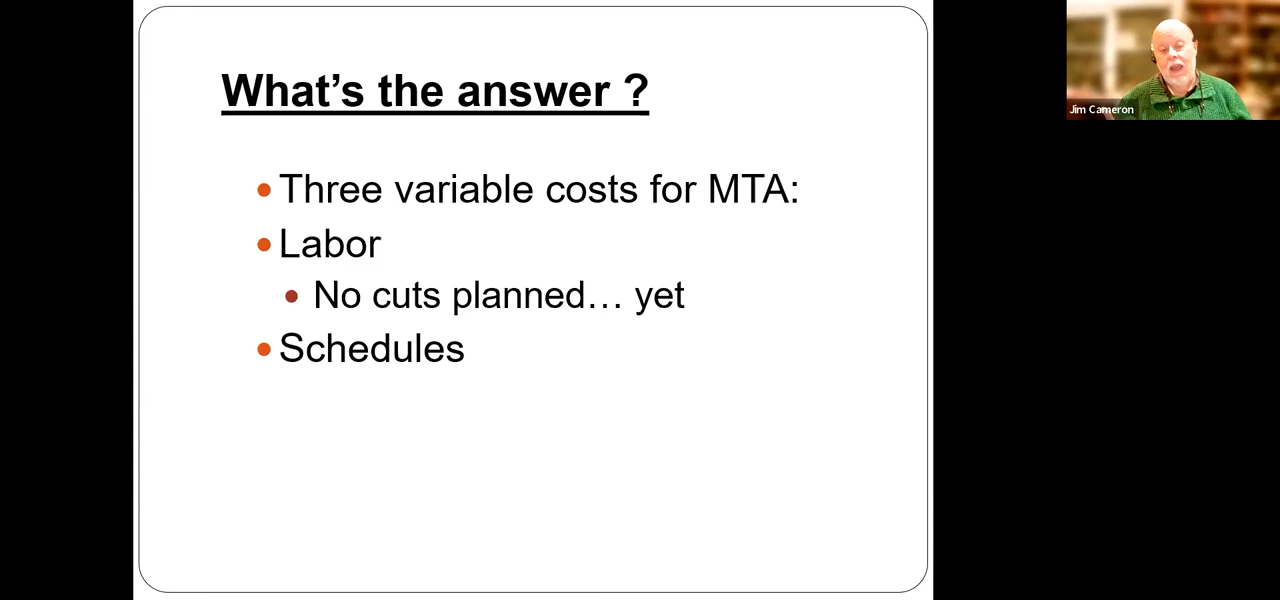 What’s the answer ?
Three variable costs for MTA:
Labor
No cuts planned… yet
Schedules
Jim Cameron